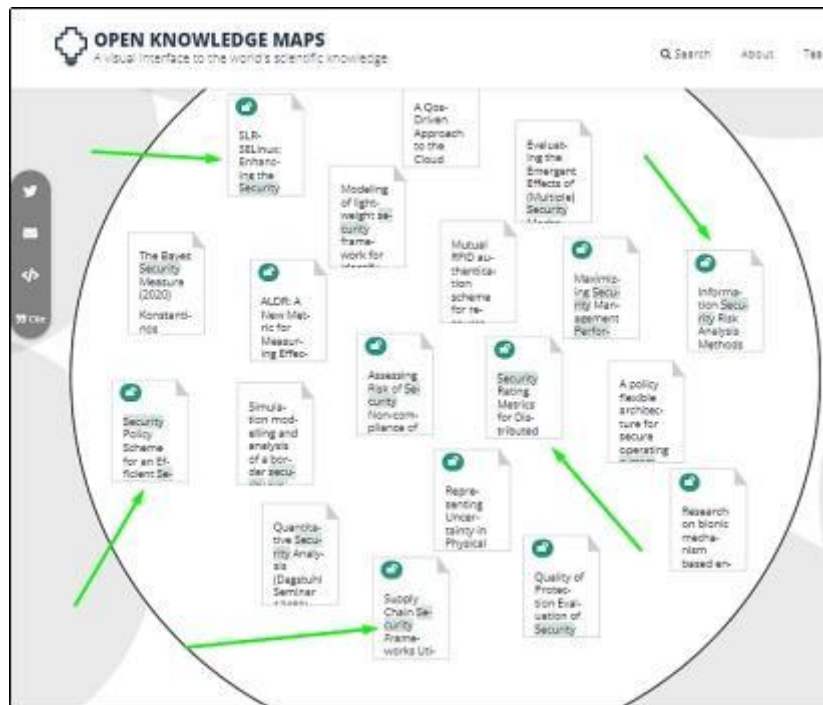 OPEN KNOWLEDGE MAPS
A visual interface to the world's scientific knowledge
Search About Tea
Cite
SLR-
SELinux:
Enhanc-
ing the
Security
A Qos-
Driven
Approach
to the
Cloud
Evaluat-
ing the
Emergent
Effects of
(Multiple)
Security
Modeling
of light-
weight se-
curity
frame-
work for
The Bayes
Security
Measure
(2020)
Konstanti-
nos
ALDR: A
New Met-
ric for
Measur-
ing Effec-
Mutual
RFID au-
thentica-
tion
scheme
for re-
Maximiz-
ing Secu-
rity Man-
agement
Perfor-
Informa-
tion Secu-
rity Risk
Analysis
Methods
Assessing
Risk of Se-
curity
Non-com-
pliance of
Security
Rating
Metrics
for Dis-
tributed
A policy
flexible
architec-
ture for
secure
operating
system
Security
Policy
Scheme
for an Ef-
ficient Se-
Simula-
tion mod-
elling and
analysis
of a bor-
der secu-
Repre-
senting
Uncer-
tainty in
Physical
Research
on bionic
mecha-
nism
based en-
Quantita-
tive Secu-
rity Analy-
sis
(Dagstuhl
Seminar
Supply
Chain Se-
curity
Frame-
works Uti-
Quality of
Protec-
tion Eval-
uation of
Security